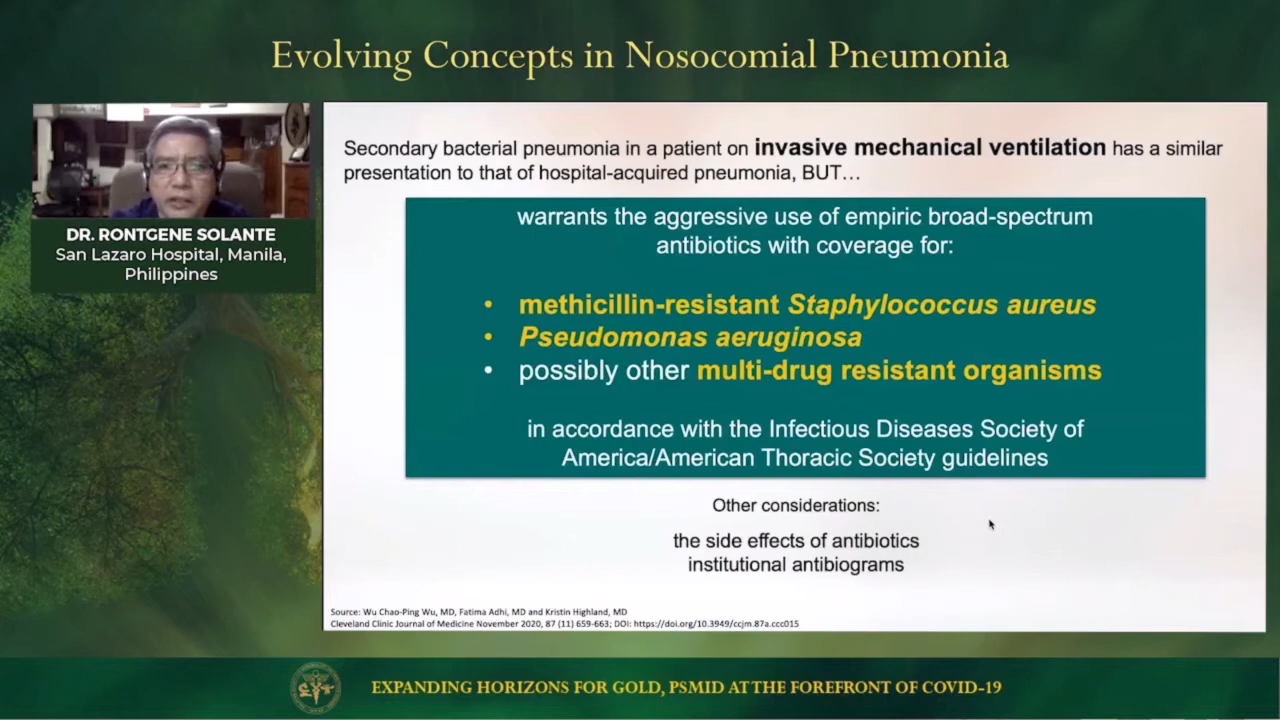 Evolving Concepts in Nosocomial Pneumonia
DR. RONTGENE SOLANTE
San Lazaro Hospital, Manila,
Philippines
Secondary bacterial pneumonia in a patient on invasive mechanical ventilation has a similar
presentation to that of hospital-acquired pneumonia, BUT…
warrants the aggressive use of empiric broad-spectrum
antibiotics with coverage for:
• methicillin-resistant Staphylococcus aureus
• Pseudomonas aeruginosa
• possibly other multi-drug resistant organisms
in accordance with the Infectious Diseases Society of
America/American Thoracic Society guidelines
Other considerations:
the side effects of antibiotics
institutional antibiograms
Source: Wu Chao-Ping Wu, MD, Fatima Adhi, MD and Kristin Highland, MD
Cleveland Clinic Journal of Medicine November 2020, 87 (11) 659-663; DOI: https://doi.org/10.3949/ccjm.87a.ccc015
EXPANDING HORIZONS FOR GOLD, PSMID AT THE FOREFRONT OF COVID-19